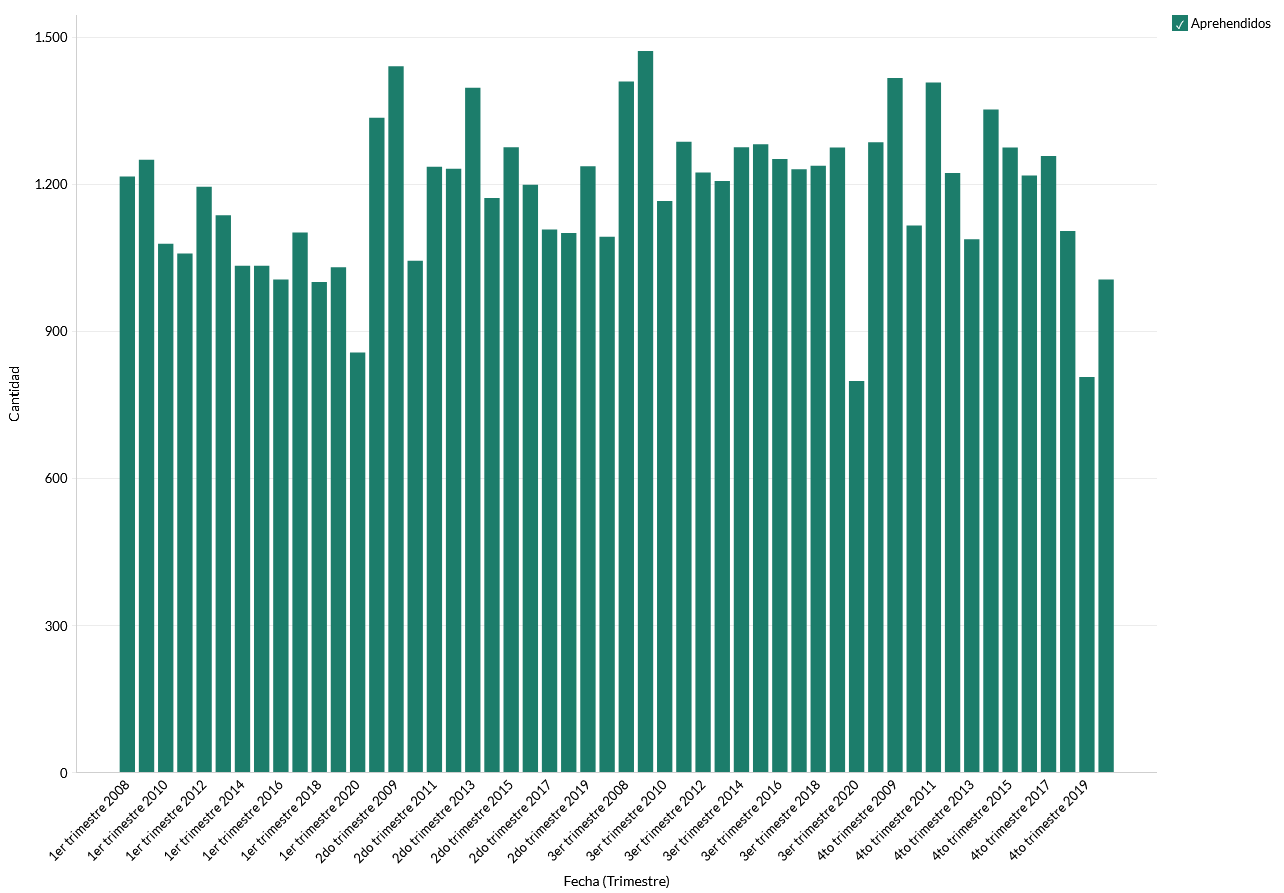 Aprehendidos
1.500
1.200
900
600
300
0
Cantidad
1er trimestre 2008
1er trimestre 2010
1er trimestre 2012
1er trimestre 2014
1er trimestre 2016
1er trimestre 2018
1er trimestre 2020
2do trimestre 2009
2do trimestre 2011
2do trimestre 2013
2do trimestre 2015
2do trimestre 2017
2do trimestre 2019
3er trimestre 2008
3er trimestre 2010
3er trimestre 2012
3er trimestre 2014
3er trimestre 2016
3er trimestre 2018
3er trimestre 2020
4to trimestre 2009
4to trimestre 2011
4to trimestre 2013
4to trimestre 2015
4to trimestre 2017
4to trimestre 2019
Fecha (Trimestre)